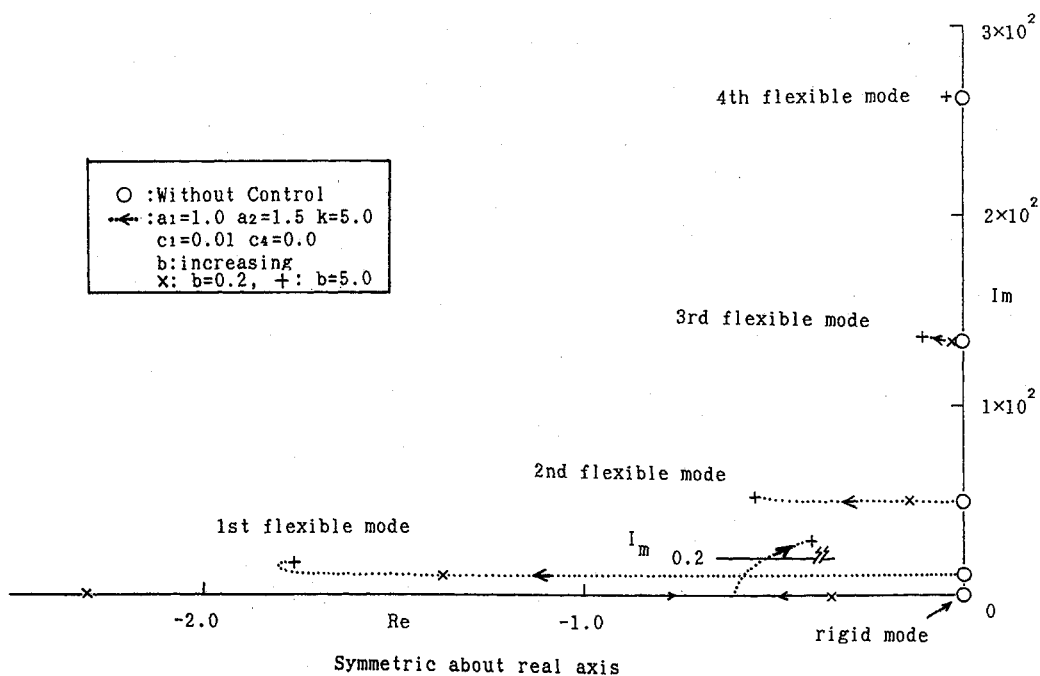 3×10²
4th flexible mode
○ :Without Control
:a₁=1.0 a₂=1.5 k=5.0
c₁=0.01 c₄=0.0
b:increasing
×: b=0.2, +: b=5.0
2×10²
Im
3rd flexible mode
1×10²
2nd flexible mode
1st flexible mode
Iₘ 0.2
-2.0 Re -1.0 0
rigid mode
Symmetric about real axis